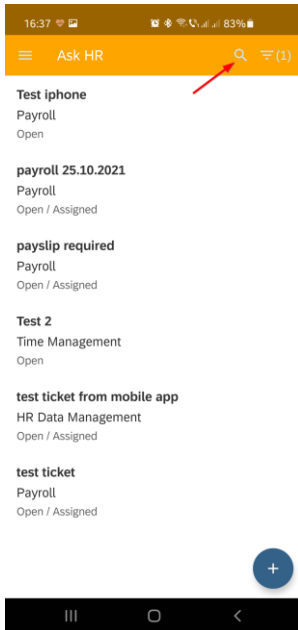 16:37 83%
Ask HR (1)
Test iphone
Payroll
Open
payroll 25.10.2021
Payroll
Open / Assigned
payslip required
Payroll
Open / Assigned
Test 2
Time Management
Open
test ticket from mobile app
HR Data Management
Open / Assigned
test ticket
Payroll
Open / Assigned
+